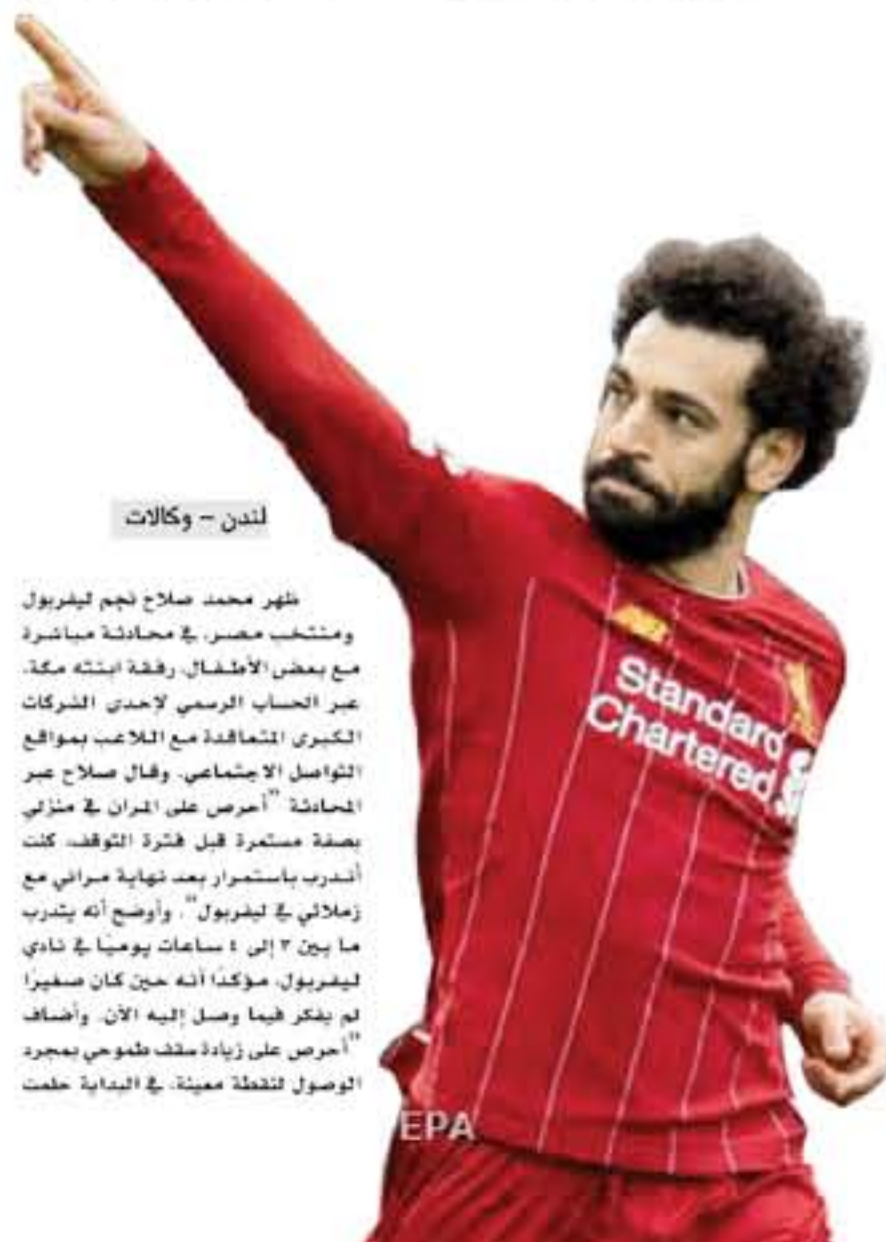 لندن – وكالات
ظهر محمد صلاح نجم ليفربول
ومنتخب مصر، في محادثة مباشرة
مع بعض الأطفال، رفقة ابنته مكة،
عبر الحساب الرسمي لإحدى الشركات
الكبرى المتعاقدة مع اللاعب بمواقع
التواصل الاجتماعي. وقال صلاح عبر
المحادثة "أحرص على المران في منزلي
بصفة مستمرة قبل فترة التوقف، كنت
أتدرب باستمرار بعد نهاية مراني مع
زملائي في ليفربول". وأوضح أنه يتدرب
ما بين ٣ إلى ٤ ساعات يوميًا في نادي
ليفربول، مؤكدًا أنه حين كان صغيرًا
لم يفكر فيما وصل إليه الآن. وأضاف
"أحرص على زيادة سقف طموحي بمجرد
الوصول لنقطة معينة، في البداية حلمت
Standard
Chartered
EPA